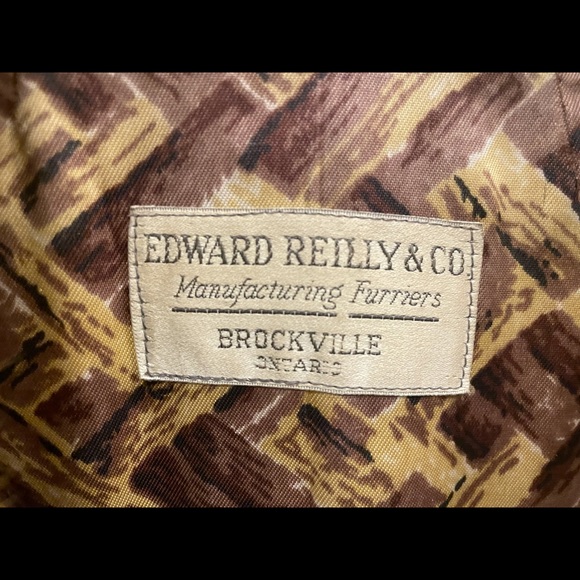 EDWARD REILLY & CO.
Manufacturing Furriers
BROCKVILLE
ONTARIO